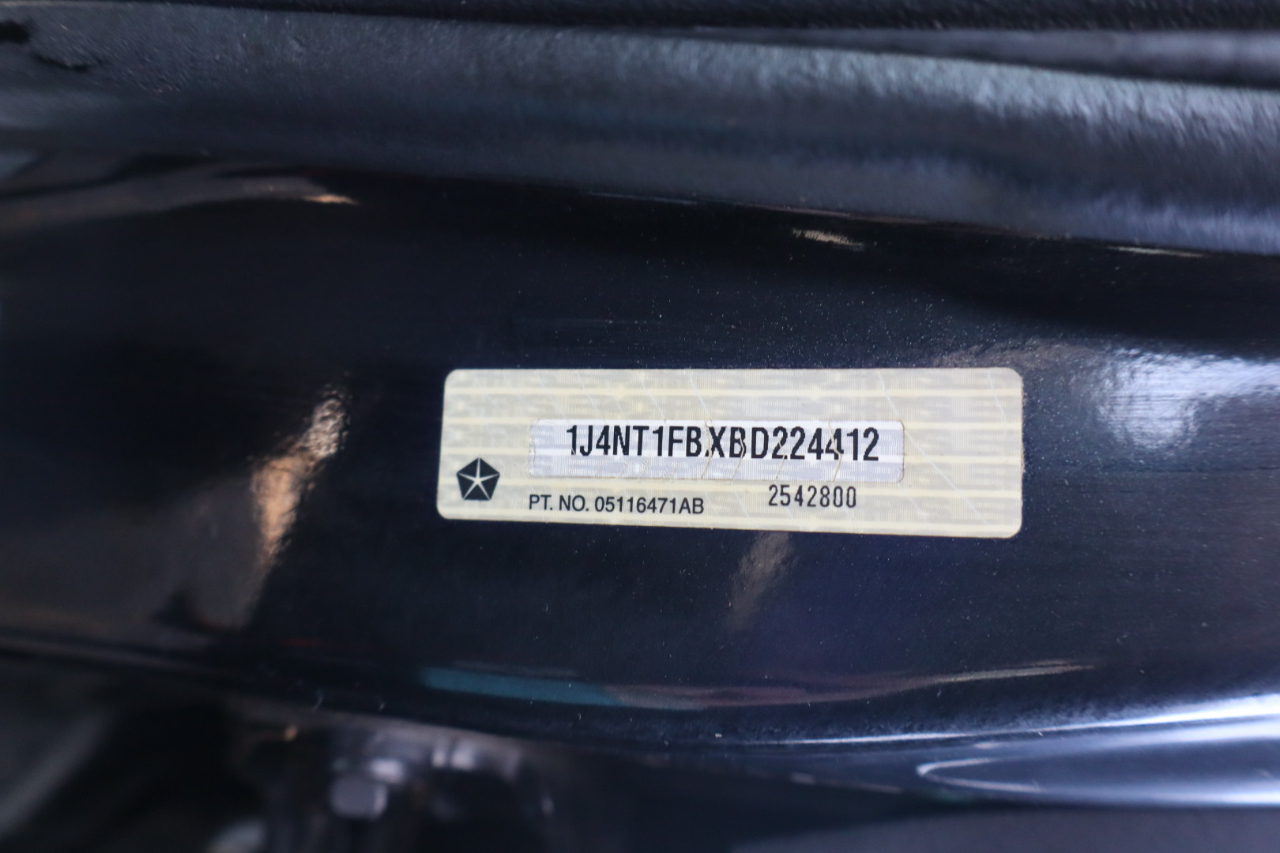 1J4NT1FBXBD224412
PT. NO. 05116471AB 2542800